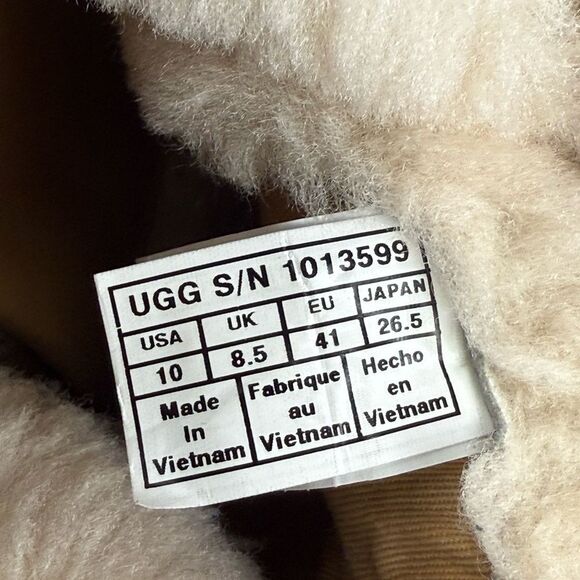 UGG S/N 1013599
USA UK EU JAPAN
10 8.5 41 26.5
Made Fabrique Hecho
In au en
Vietnam Vietnam Vietnam